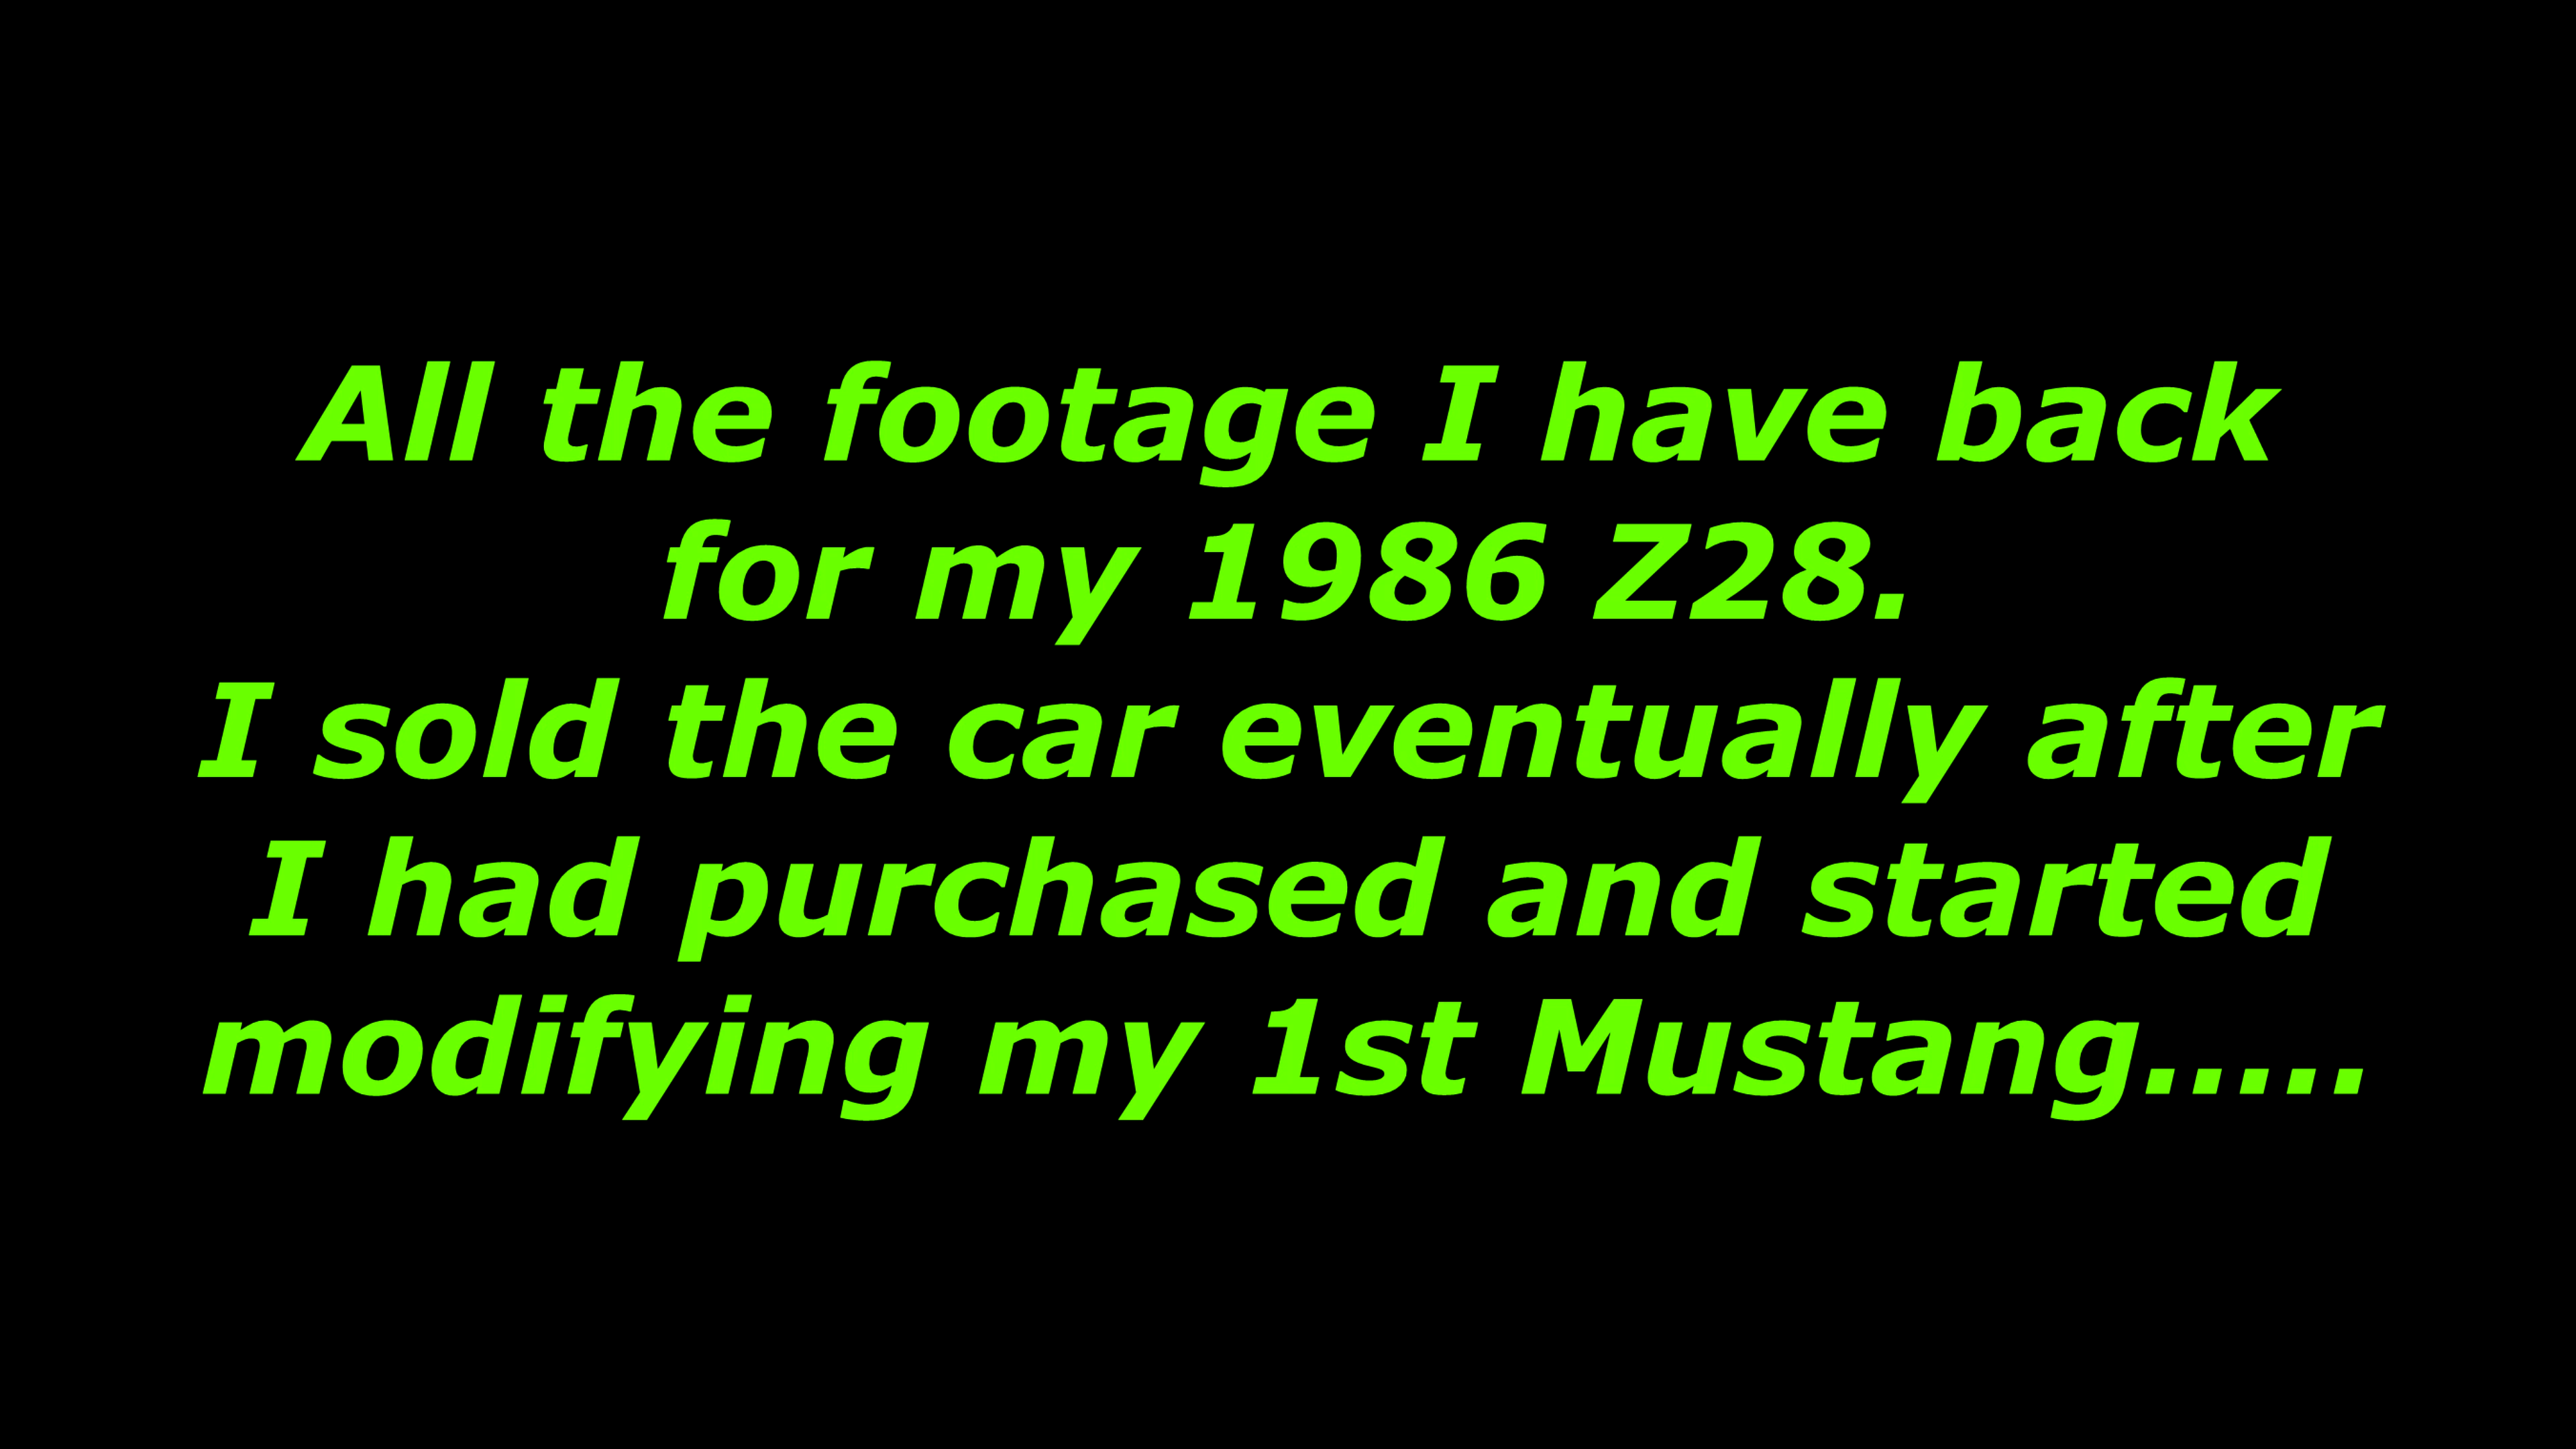 All the footage I have back
for my 1986 Z28.
I sold the car eventually after
I had purchased and started
modifying my 1st Mustang.....